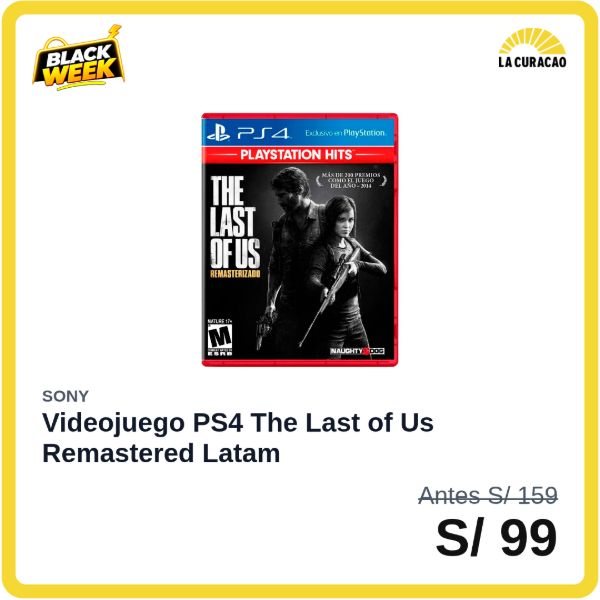 BLACK
WEEK
LA CURACAO
PS4
Exclusivo en PlayStation.
PLAYSTATION HITS
MÁS DE 200 PREMIOS
COMO EL JUEGO
DEL AÑO - 2014
THE
LAST
OF US
REMASTERIZADO
MATURE 17+
M
ESRB
NAUGHTY DOG
SONY
Videojuego PS4 The Last of Us
Remastered Latam
Antes S/ 159
S/ 99